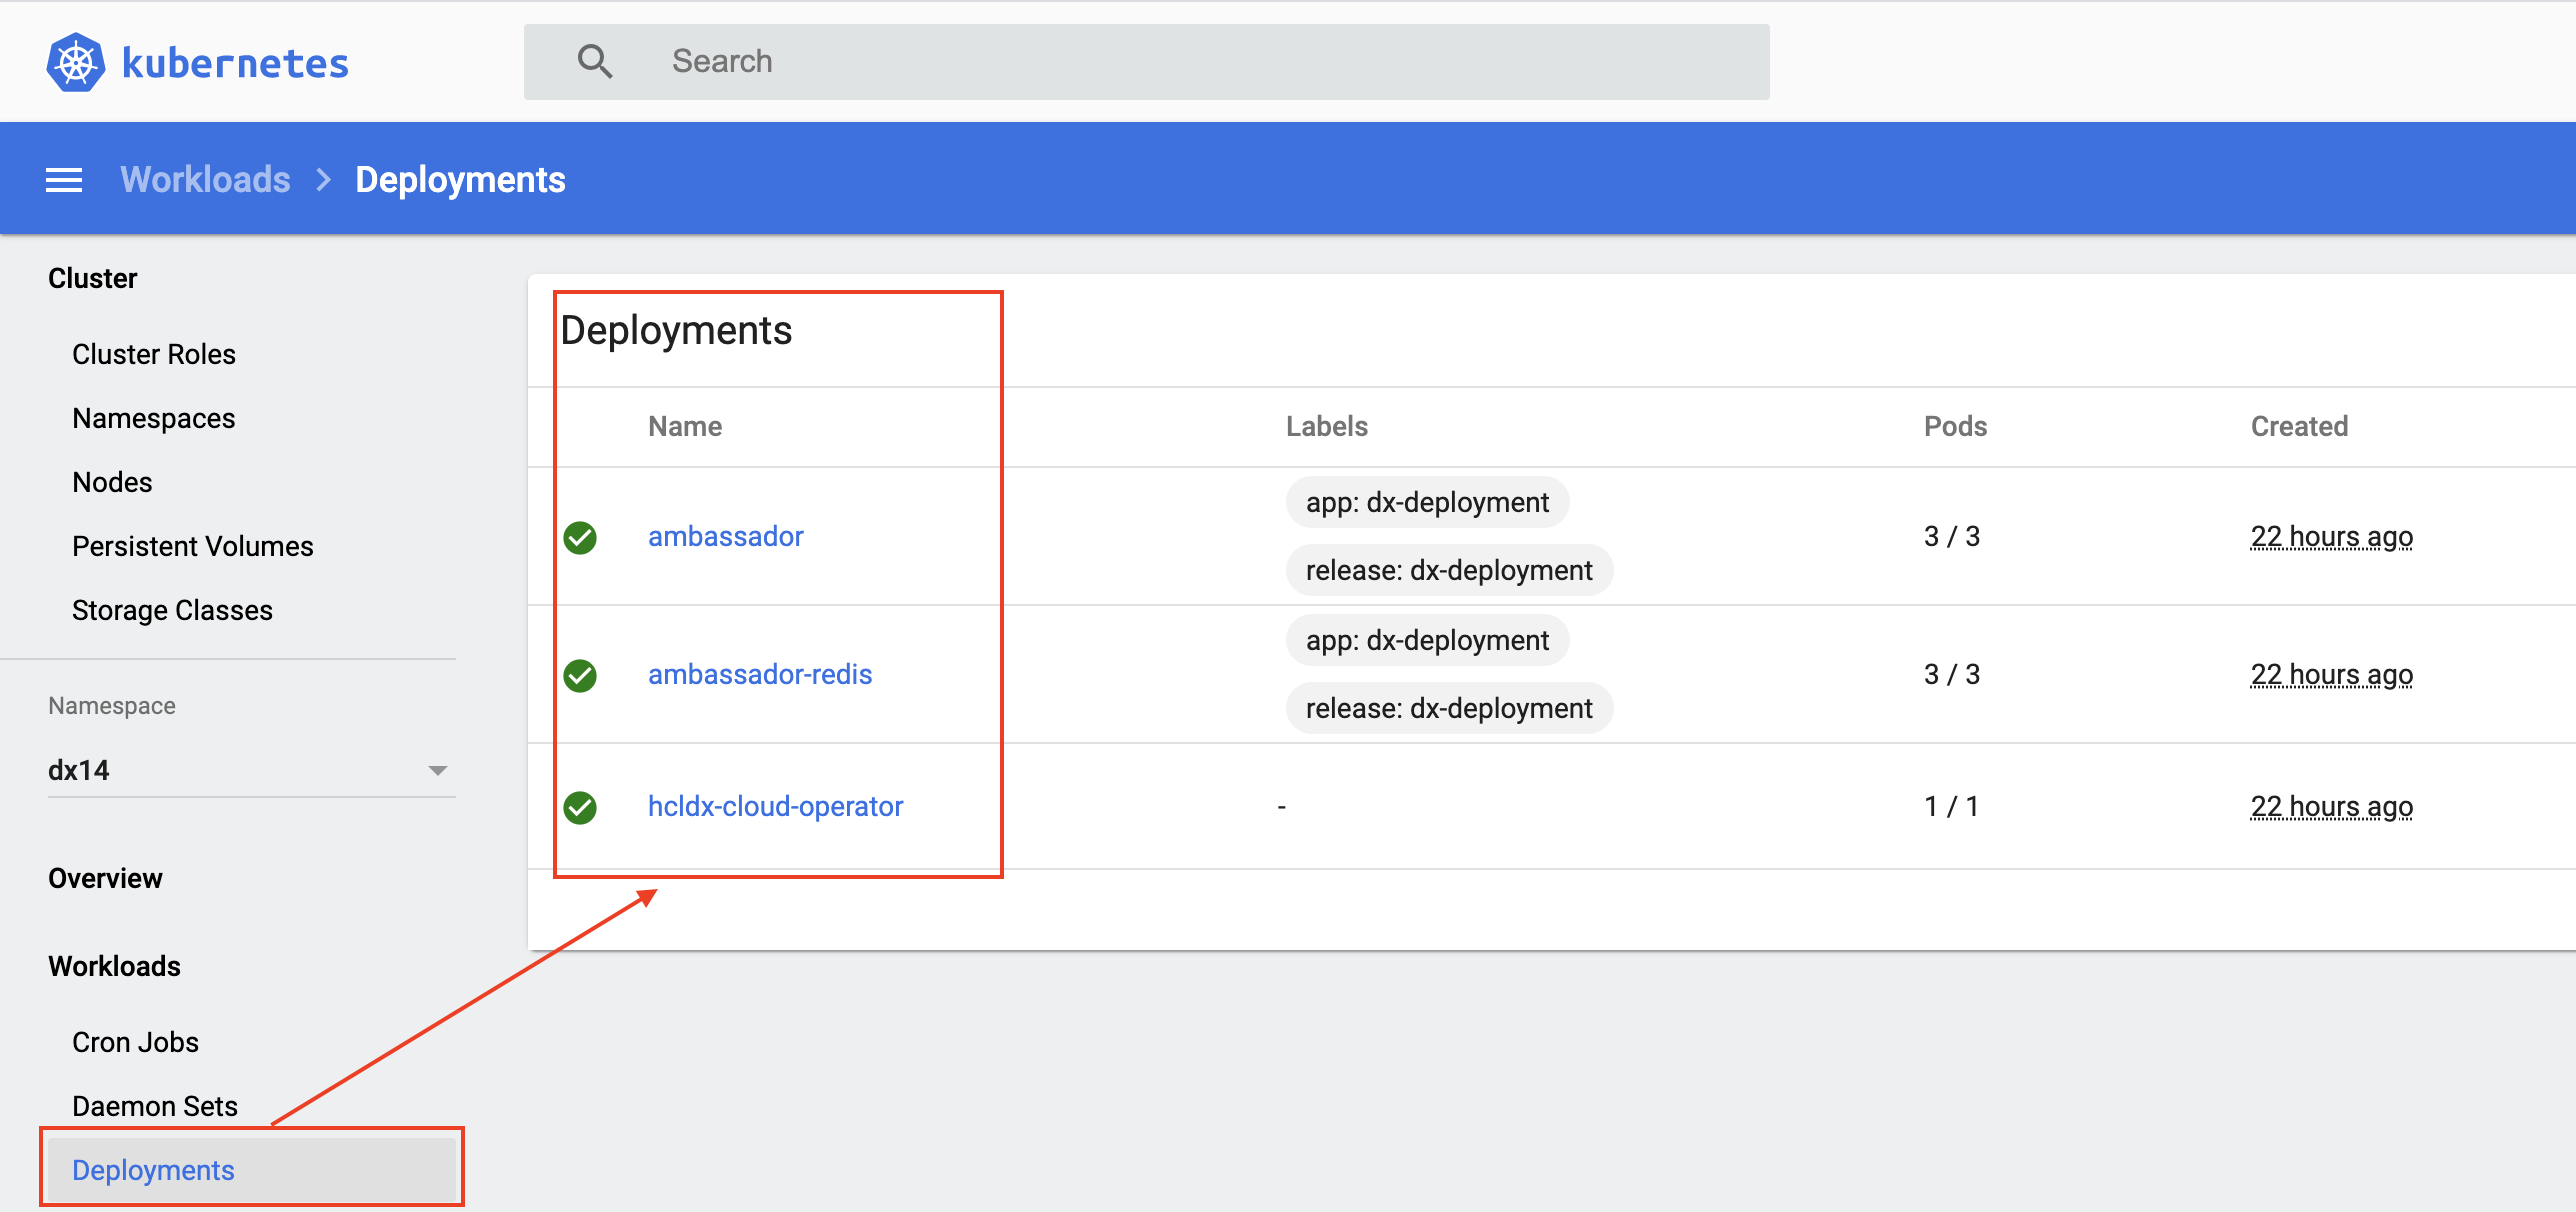 kubernetes
Search
Workloads > Deployments
Cluster
Cluster Roles
Namespaces
Nodes
Persistent Volumes
Storage Classes
Namespace
dx14
Overview
Workloads
Cron Jobs
Daemon Sets
Deployments
Deployments
Name Labels Pods Created
ambassador app: dx-deployment release: dx-deployment 3 / 3 22 hours ago
ambassador-redis app: dx-deployment release: dx-deployment 3 / 3 22 hours ago
hcldx-cloud-operator - 1 / 1 22 hours ago